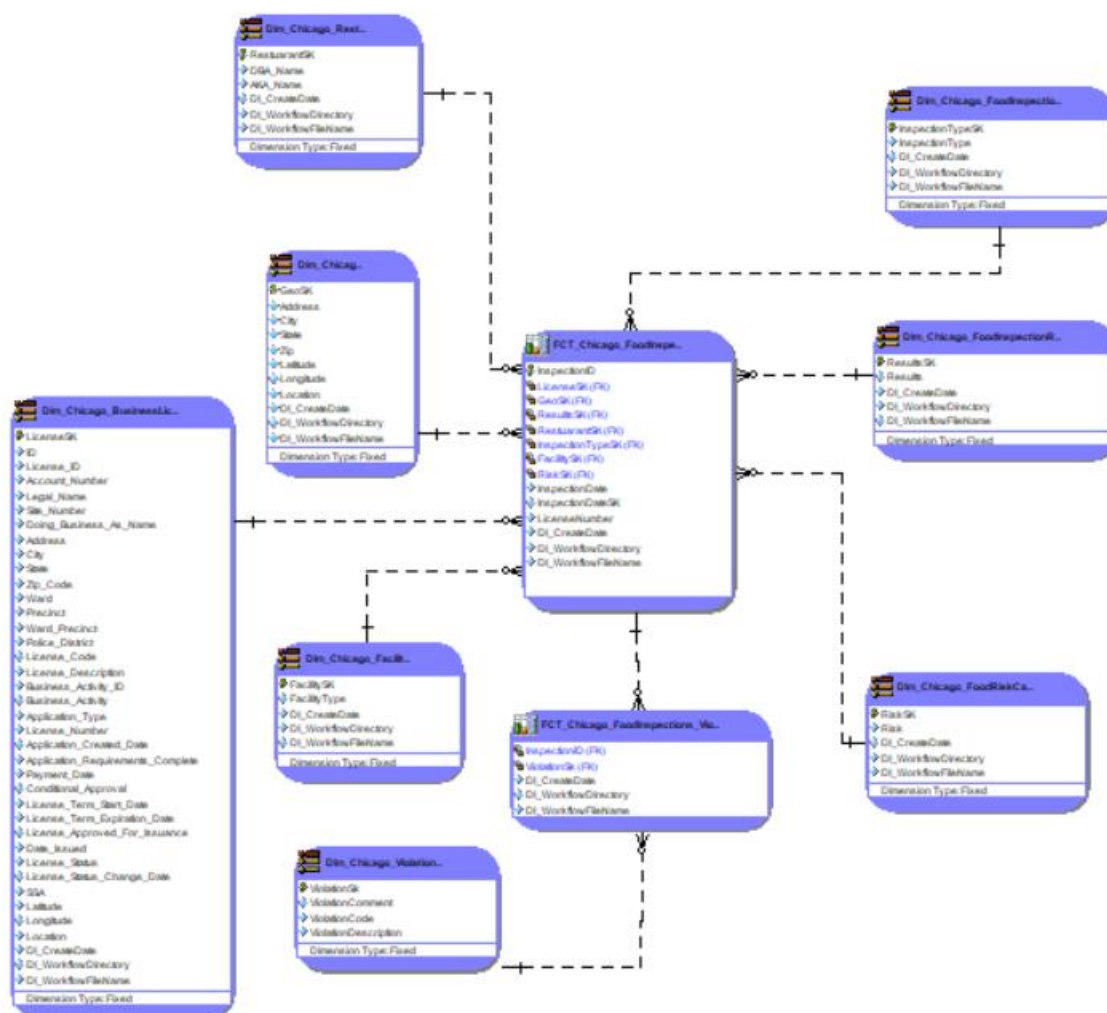 Dim_Chicago_Rest..
RestuarantSK
DBA_Name
AKA_Name
DI_CreateDate
DI_WorkflowDirectory
DI_WorkflowFileName
Dimension Type: Fixed
Dim_Chicago_FoodInspectio..
InspectionTypeSK
InspectionType
DI_CreateDate
DI_WorkflowDirectory
DI_WorkflowFileName
Dimension Type: Fixed
Dim_Chicag..
GeoSK
Address
City
State
Zip
Latitude
Longitude
Location
DI_CreateDate
DI_WorkflowDirectory
DI_WorkflowFileName
Dimension Type: Fixed
FCT_Chicago_FoodInspe..
InspectionID
LicenseSK (FK)
GeoSK (FK)
ResultsSK (FK)
RestuarantSK (FK)
InspectionTypeSK (FK)
FacilitySK (FK)
RiskSK (FK)
InspectionDate
InspectionDateSK
LicenseNumber
DI_CreateDate
DI_WorkflowDirectory
DI_WorkflowFileName
Dim_Chicago_FoodInspectionR..
ResultsSK
Results
DI_CreateDate
DI_WorkflowDirectory
DI_WorkflowFileName
Dimension Type: Fixed
Dim_Chicago_BusinessLic..
LicenseSK
ID
License_ID
Account_Number
Legal_Name
Site_Number
Doing_Business_As_Name
Address
City
State
Zip_Code
Ward
Precinct
Ward_Precinct
Police_District
License_Code
License_Description
Business_Activity_ID
Business_Activity
Application_Type
License_Number
Application_Created_Date
Application_Requirements_Complete
Payment_Date
Conditional_Approval
License_Term_Start_Date
License_Term_Expiration_Date
License_Approved_For_Issuance
Date_Issued
License_Status
License_Status_Change_Date
SSA
Latitude
Longitude
Location
DI_CreateDate
DI_WorkflowDirectory
DI_WorkflowFileName
Dimension Type: Fixed
Dim_Chicago_Facilit..
FacilitySK
FacilityType
DI_CreateDate
DI_WorkflowDirectory
DI_WorkflowFileName
Dimension Type: Fixed
FCT_Chicago_FoodInspections_Vio..
InspectionID (FK)
ViolationSk (FK)
DI_CreateDate
DI_WorkflowDirectory
DI_WorkflowFileName
Dim_Chicago_FoodRiskCa..
RiskSK
Risk
DI_CreateDate
DI_WorkflowDirectory
DI_WorkflowFileName
Dimension Type: Fixed
Dim_Chicago_Violation..
ViolationSk
ViolationComment
ViolationCode
ViolationDescription
Dimension Type: Fixed